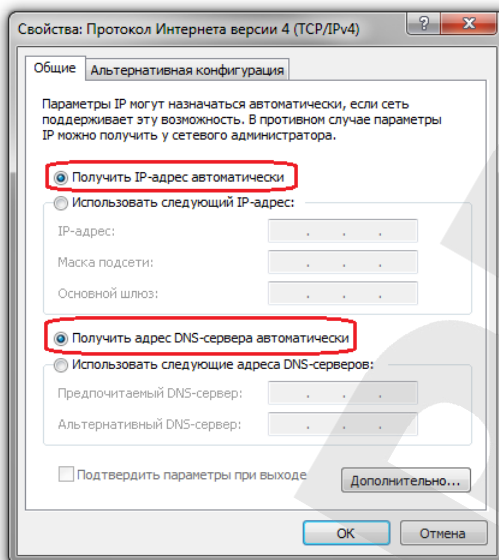 Свойства: Протокол Интернета версии 4 (TCP/IPv4)
Общие
Альтернативная конфигурация
Параметры IP могут назначаться автоматически, если сеть
поддерживает эту возможность. В противном случае параметры
IP можно получить у сетевого администратора.
Получить IP-адрес автоматически
Использовать следующий IP-адрес:
IP-адрес:
Маска подсети:
Основной шлюз:
Получить адрес DNS-сервера автоматически
Использовать следующие адреса DNS-серверов:
Предпочитаемый DNS-сервер:
Альтернативный DNS-сервер:
Подтвердить параметры при выходе
Дополнительно...
ОК
Отмена